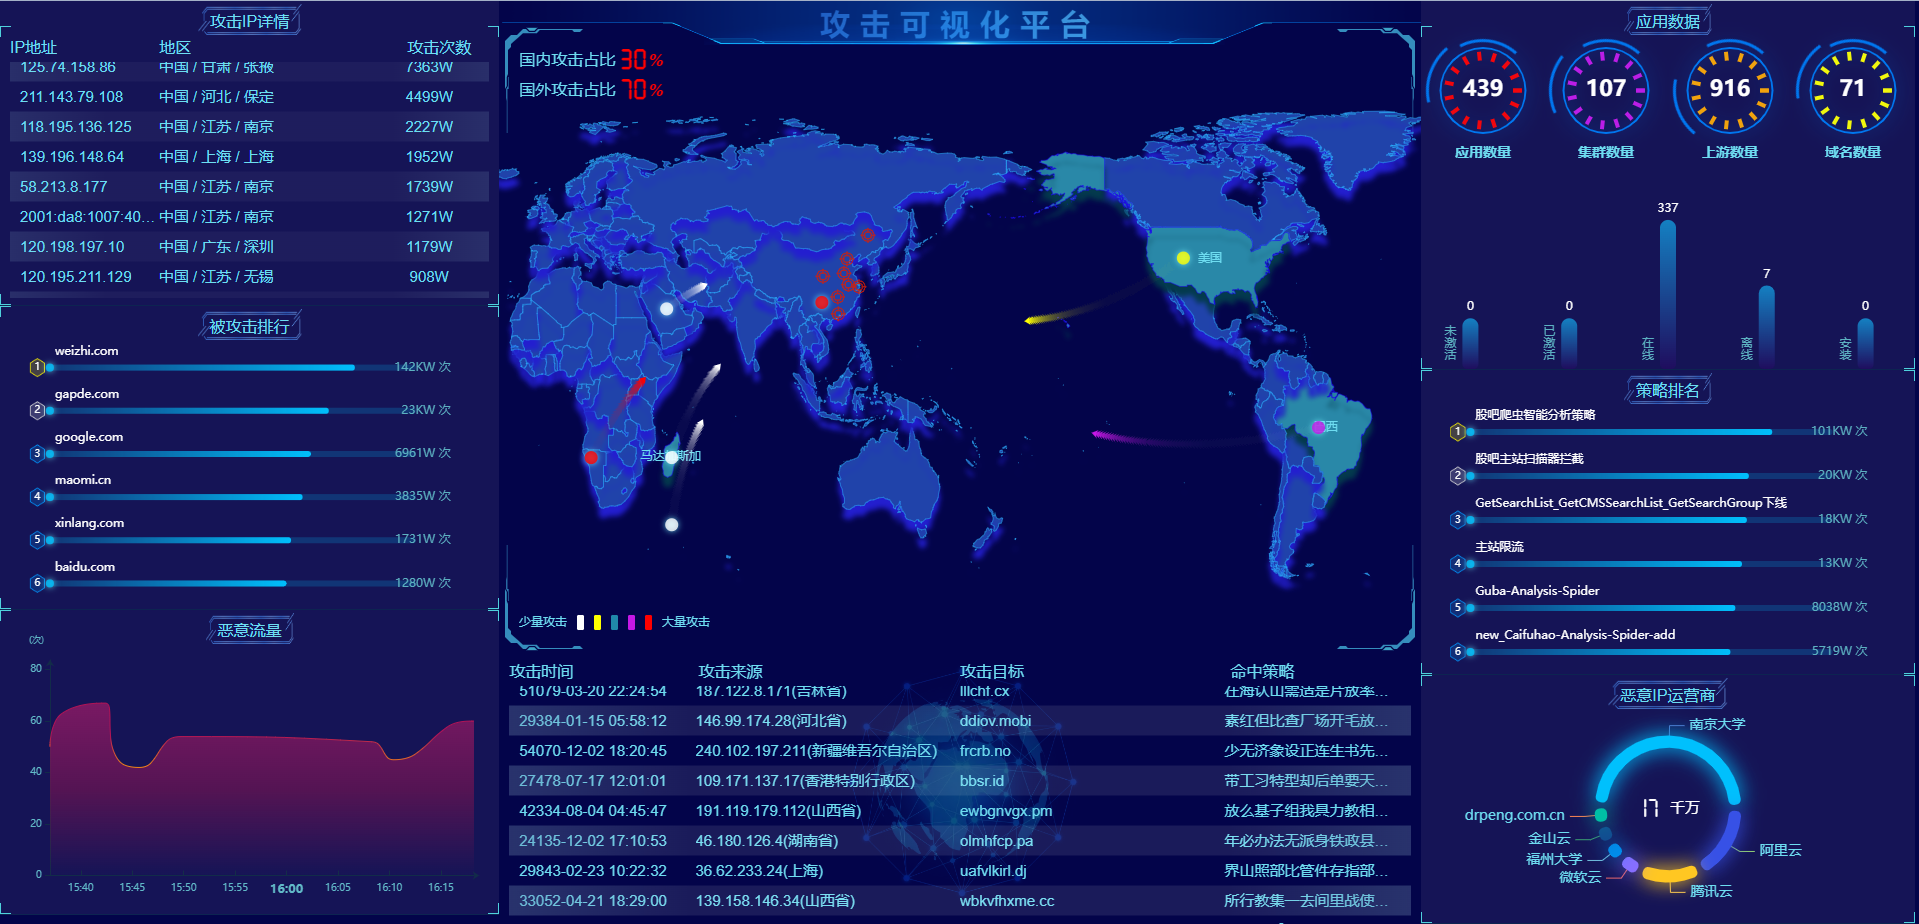 攻击IP详情
IP地址 地区 攻击次数
125.74.158.86 中国 / 甘肃 / 张掖 7363W
211.143.79.108 中国 / 河北 / 保定 4499W
118.195.136.125 中国 / 江苏 / 南京 2227W
139.196.148.64 中国 / 上海 / 上海 1952W
58.213.8.177 中国 / 江苏 / 南京 1739W
2001:da8:1007:40... 中国 / 江苏 / 南京 1271W
120.198.197.10 中国 / 广东 / 深圳 1179W
120.195.211.129 中国 / 江苏 / 无锡 908W
被攻击排行
weizhi.com
1 142KW 次
gapde.com
2 23KW 次
google.com
3 6961W 次
maomi.cn
4 3835W 次
xinlang.com
5 1731W 次
baidu.com
6 1280W 次
恶意流量
(次)
80
60
40
20
0
15:40 15:45 15:50 15:55 16:00 16:05 16:10 16:15
攻击可视化平台
国内攻击占比 30%
国外攻击占比 70%
美国
西
马达 斯加
少量攻击 大量攻击
攻击时间 攻击来源 攻击目标 命中策略
51079-03-20 22:24:54 187.122.8.171(吉林省) lllchf.cx 在海认山需适是片放率...
29384-01-15 05:58:12 146.99.174.28(河北省) ddiov.mobi 素红但比查厂场开毛放...
54070-12-02 18:20:45 240.102.197.211(新疆维吾尔自治区) frcrb.no 少无济象设正连生书先...
27478-07-17 12:01:01 109.171.137.17(香港特别行政区) bbsr.id 带工习特型却后单要天...
42334-08-04 04:45:47 191.119.179.112(山西省) ewbgnvgx.pm 放么基子组我具力教相...
24135-12-02 17:10:53 46.180.126.4(湖南省) olmhfcp.pa 年必办法无派身铁政县...
29843-02-23 10:22:32 36.62.233.24(上海) uafvlkirl.dj 界山照部比管件存指部...
33052-04-21 18:29:00 139.158.146.34(山西省) wbkvfhxme.cc 所行教集一去间里战使...
应用数据
439 107 916 71
应用数量 集群数量 上游数量 域名数量
0 0 337 7 0
未激活 已激活 在线 离线 安装
策略排名
股吧爬虫智能分析策略
1 101KW 次
股吧主站扫描器拦截
2 20KW 次
GetSearchList_GetCMSSearchList_GetSearchGroup下线
3 18KW 次
主站限流
4 13KW 次
Guba-Analysis-Spider
5 8038W 次
new_Caifuhao-Analysis-Spider-add
6 5719W 次
恶意IP运营商
南京大学
17 千万
drpeng.com.cn
金山云
阿里云
福州大学
微软云
腾讯云